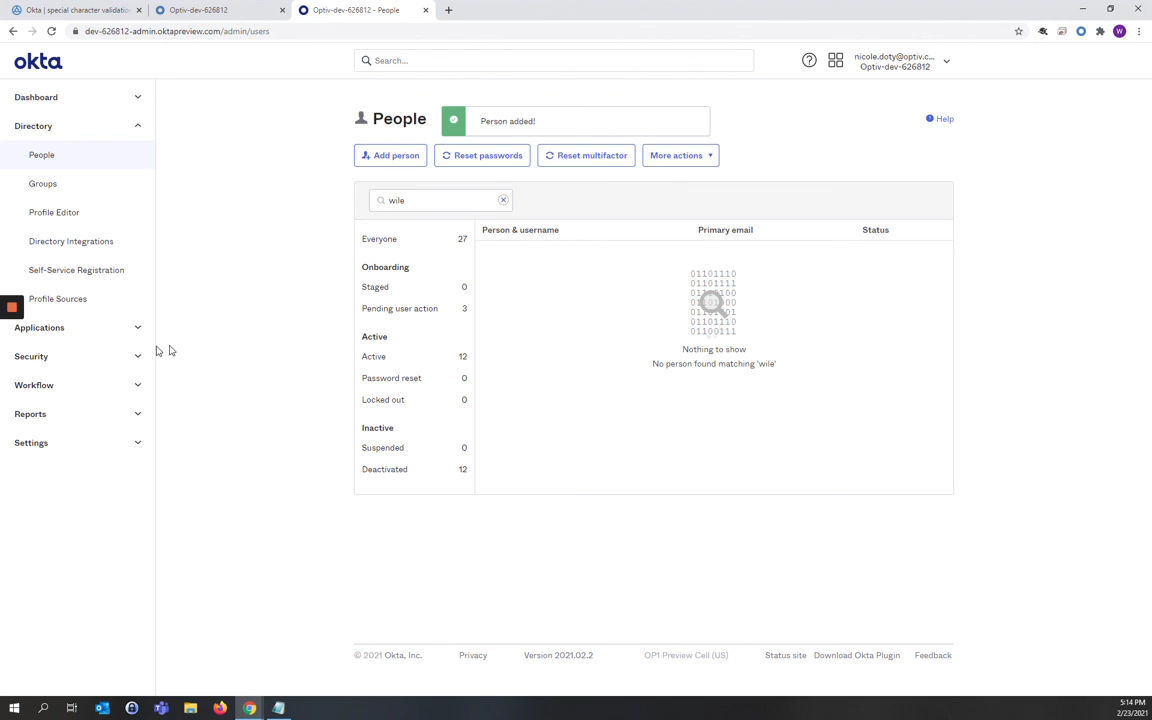 Okta | special character validatio
Optiv-dev-626812
Optiv-dev-626812 - People
dev-626812-admin.oktapreview.com/admin/users
W
okta
Search...
nicole.doty@optiv.c...
Optiv-dev-626812
Dashboard
Directory
People
Groups
Profile Editor
Directory Integrations
Self-Service Registration
Profile Sources
Applications
Security
Workflow
Reports
Settings
People
Person added!
Help
Add person
Reset passwords
Reset multifactor
More actions
wile
Person & username
Primary email
Status
Everyone 27
Onboarding
Staged 0
Pending user action 3
Active
Active 12
Password reset 0
Locked out 0
Inactive
Suspended 0
Deactivated 12
01101110
01101111
01101110
01100111
Nothing to show
No person found matching 'wile'
© 2021 Okta, Inc.
Privacy
Version 2021.02.2
OP1 Preview Cell (US)
Status site
Download Okta Plugin
Feedback
5:14 PM
2/23/2021